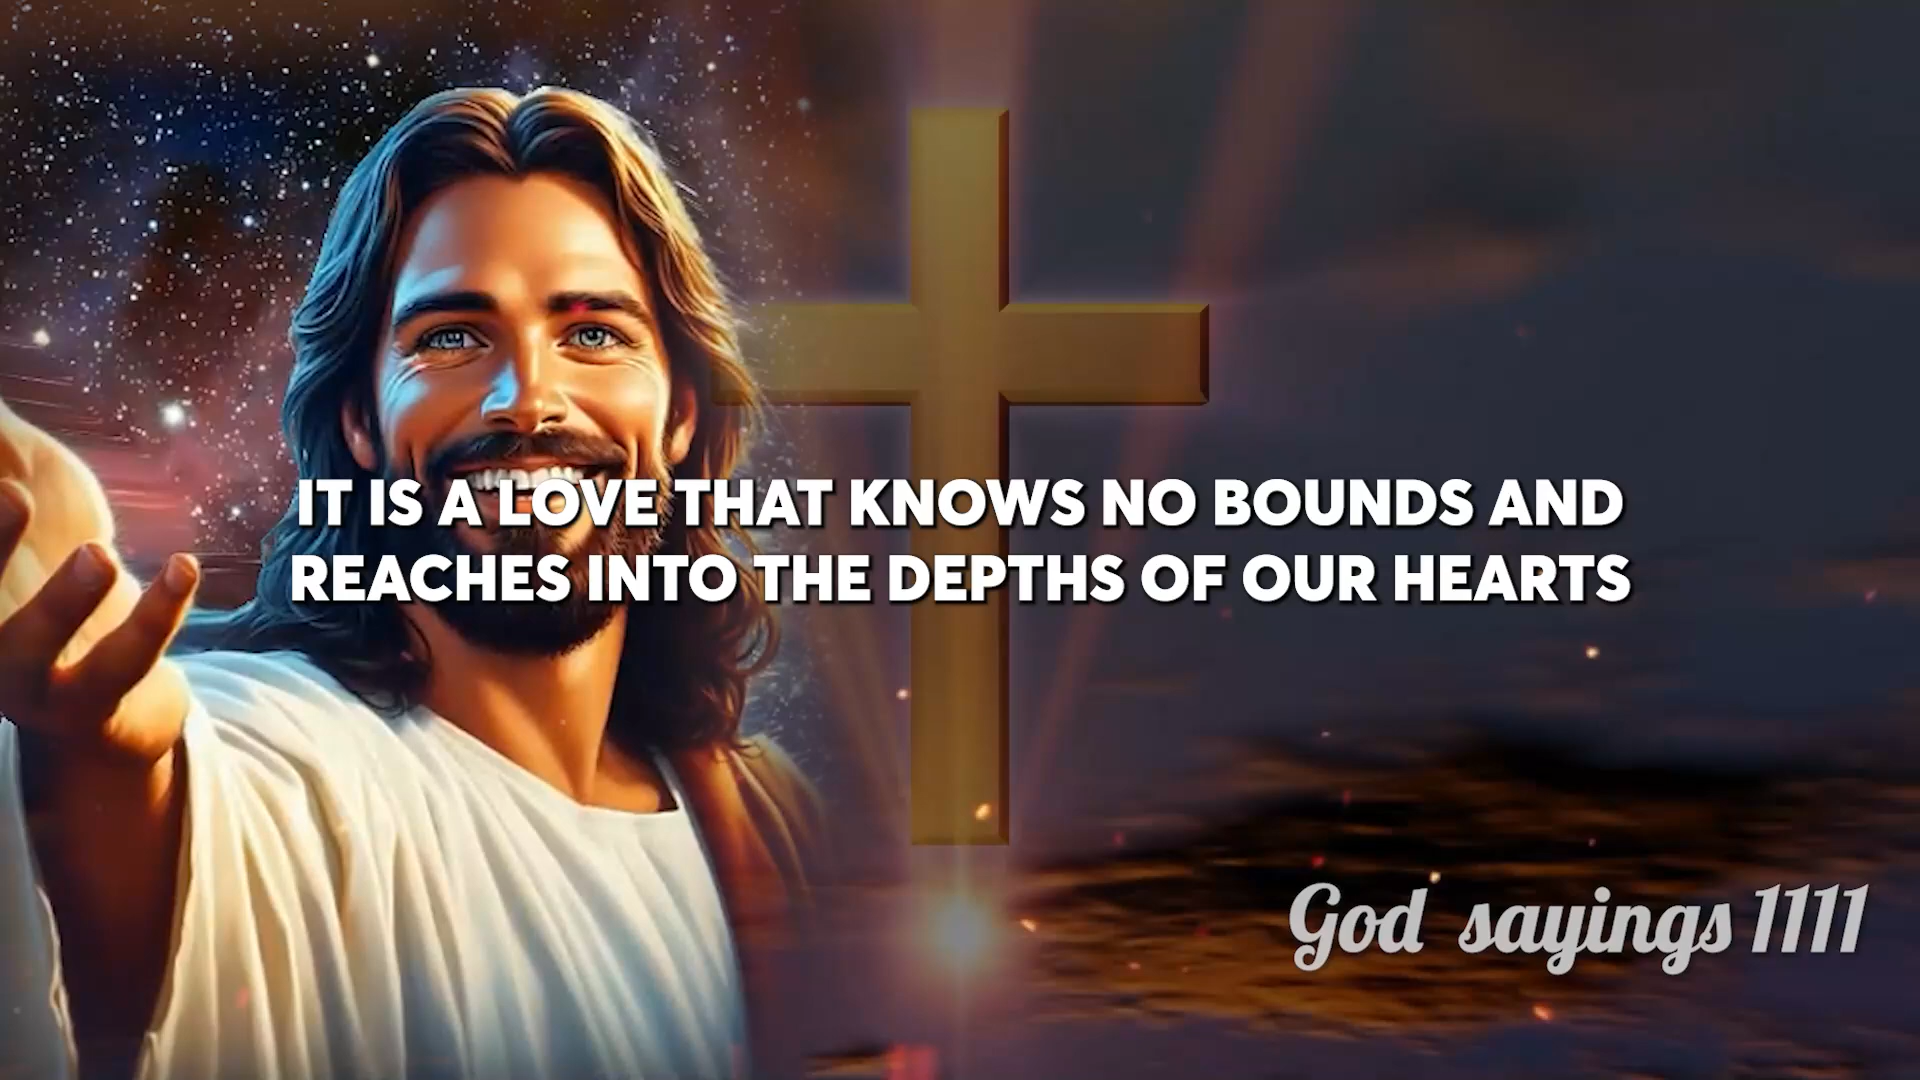 IT IS A LOVE THAT KNOWS NO BOUNDS AND
REACHES INTO THE DEPTHS OF OUR HEARTS
God sayings 1111